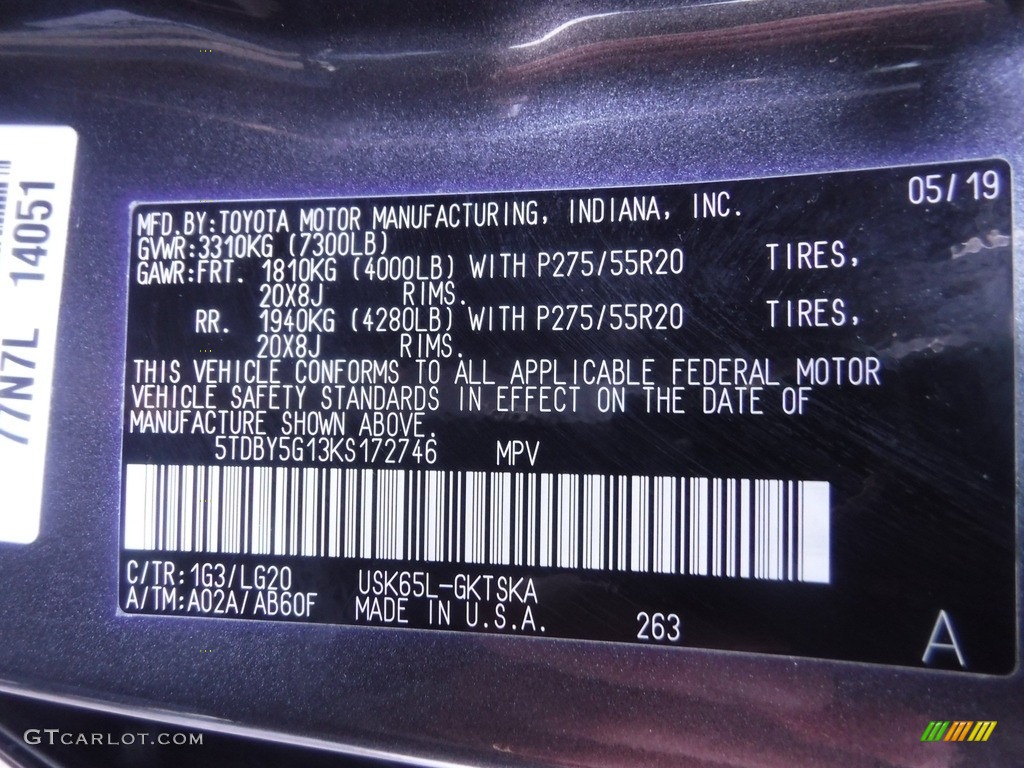 05/19
MFD.BY:TOYOTA MOTOR MANUFACTURING, INDIANA, INC.
GVWR:3310KG (7300LB)
GAWR:FRT. 1810KG (4000LB) WITH P275/55R20 TIRES,
20X8J RIMS.
RR. 1940KG (4280LB) WITH P275/55R20 TIRES,
20X8J RIMS.
THIS VEHICLE CONFORMS TO ALL APPLICABLE FEDERAL MOTOR
VEHICLE SAFETY STANDARDS IN EFFECT ON THE DATE OF
MANUFACTURE SHOWN ABOVE.
5TDBY5G13KS172746 MPV
C/TR:1G3/LG20 USK65L-GKTSKA
A/TM:A02A/AB60F MADE IN U.S.A.
263
A
77N7L 14051
GTCARLOT.COM